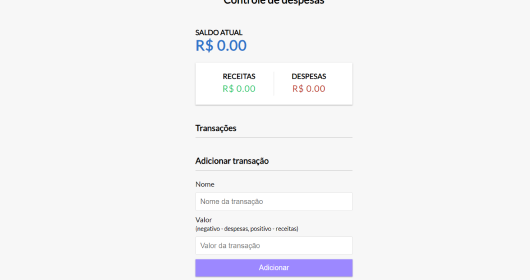 Controle de despesas
SALDO ATUAL
R$ 0.00
RECEITAS
DESPESAS
R$ 0.00
R$ 0.00
Transações
Adicionar transação
Nome
Nome da transação
Valor
(negativo - despesas, positivo - receitas)
Valor da transação
Adicionar